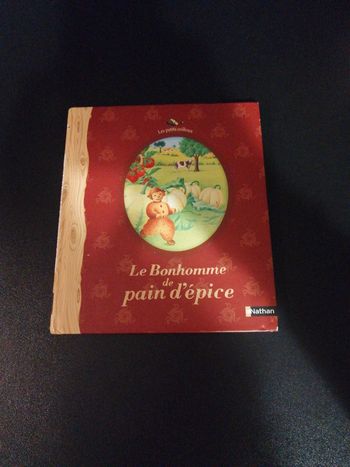 Les petits cailloux
Le Bonhomme
de
pain d'épice
Nathan